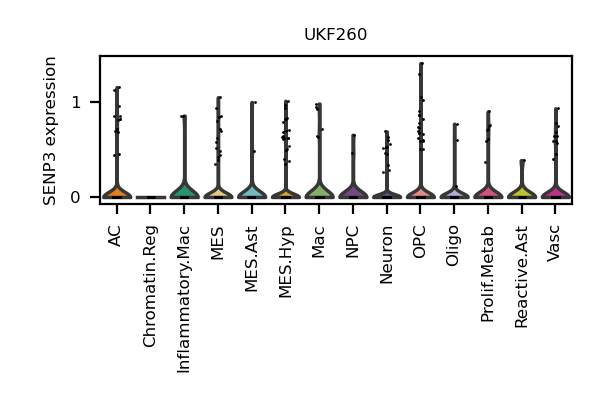 UKF260
SENP3 expression
1
0
AC
Chromatin.Reg
Inflammatory.Mac
MES
MES.Ast
MES.Hyp
Mac
NPC
Neuron
OPC
Oligo
Prolif.Metab
Reactive.Ast
Vasc